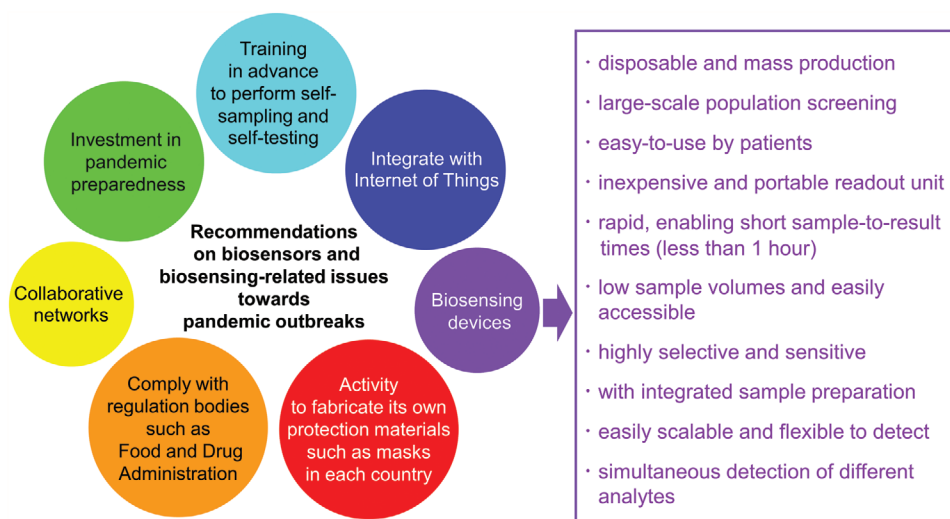 Training
in advance
to perform self-
sampling and
self-testing
Investment in
pandemic
preparedness
Integrate with
Internet of Things
Recommendations
on biosensors and
biosensing-related issues
towards
pandemic outbreaks
Collaborative
networks
Biosensing
devices
Comply with
regulation bodies
such as
Food and Drug
Administration
Activity
to fabricate its own
protection materials
such as masks
in each country
· disposable and mass production
· large-scale population screening
· easy-to-use by patients
· inexpensive and portable readout unit
· rapid, enabling short sample-to-result
times (less than 1 hour)
· low sample volumes and easily
accessible
· highly selective and sensitive
· with integrated sample preparation
· easily scalable and flexible to detect
· simultaneous detection of different
analytes